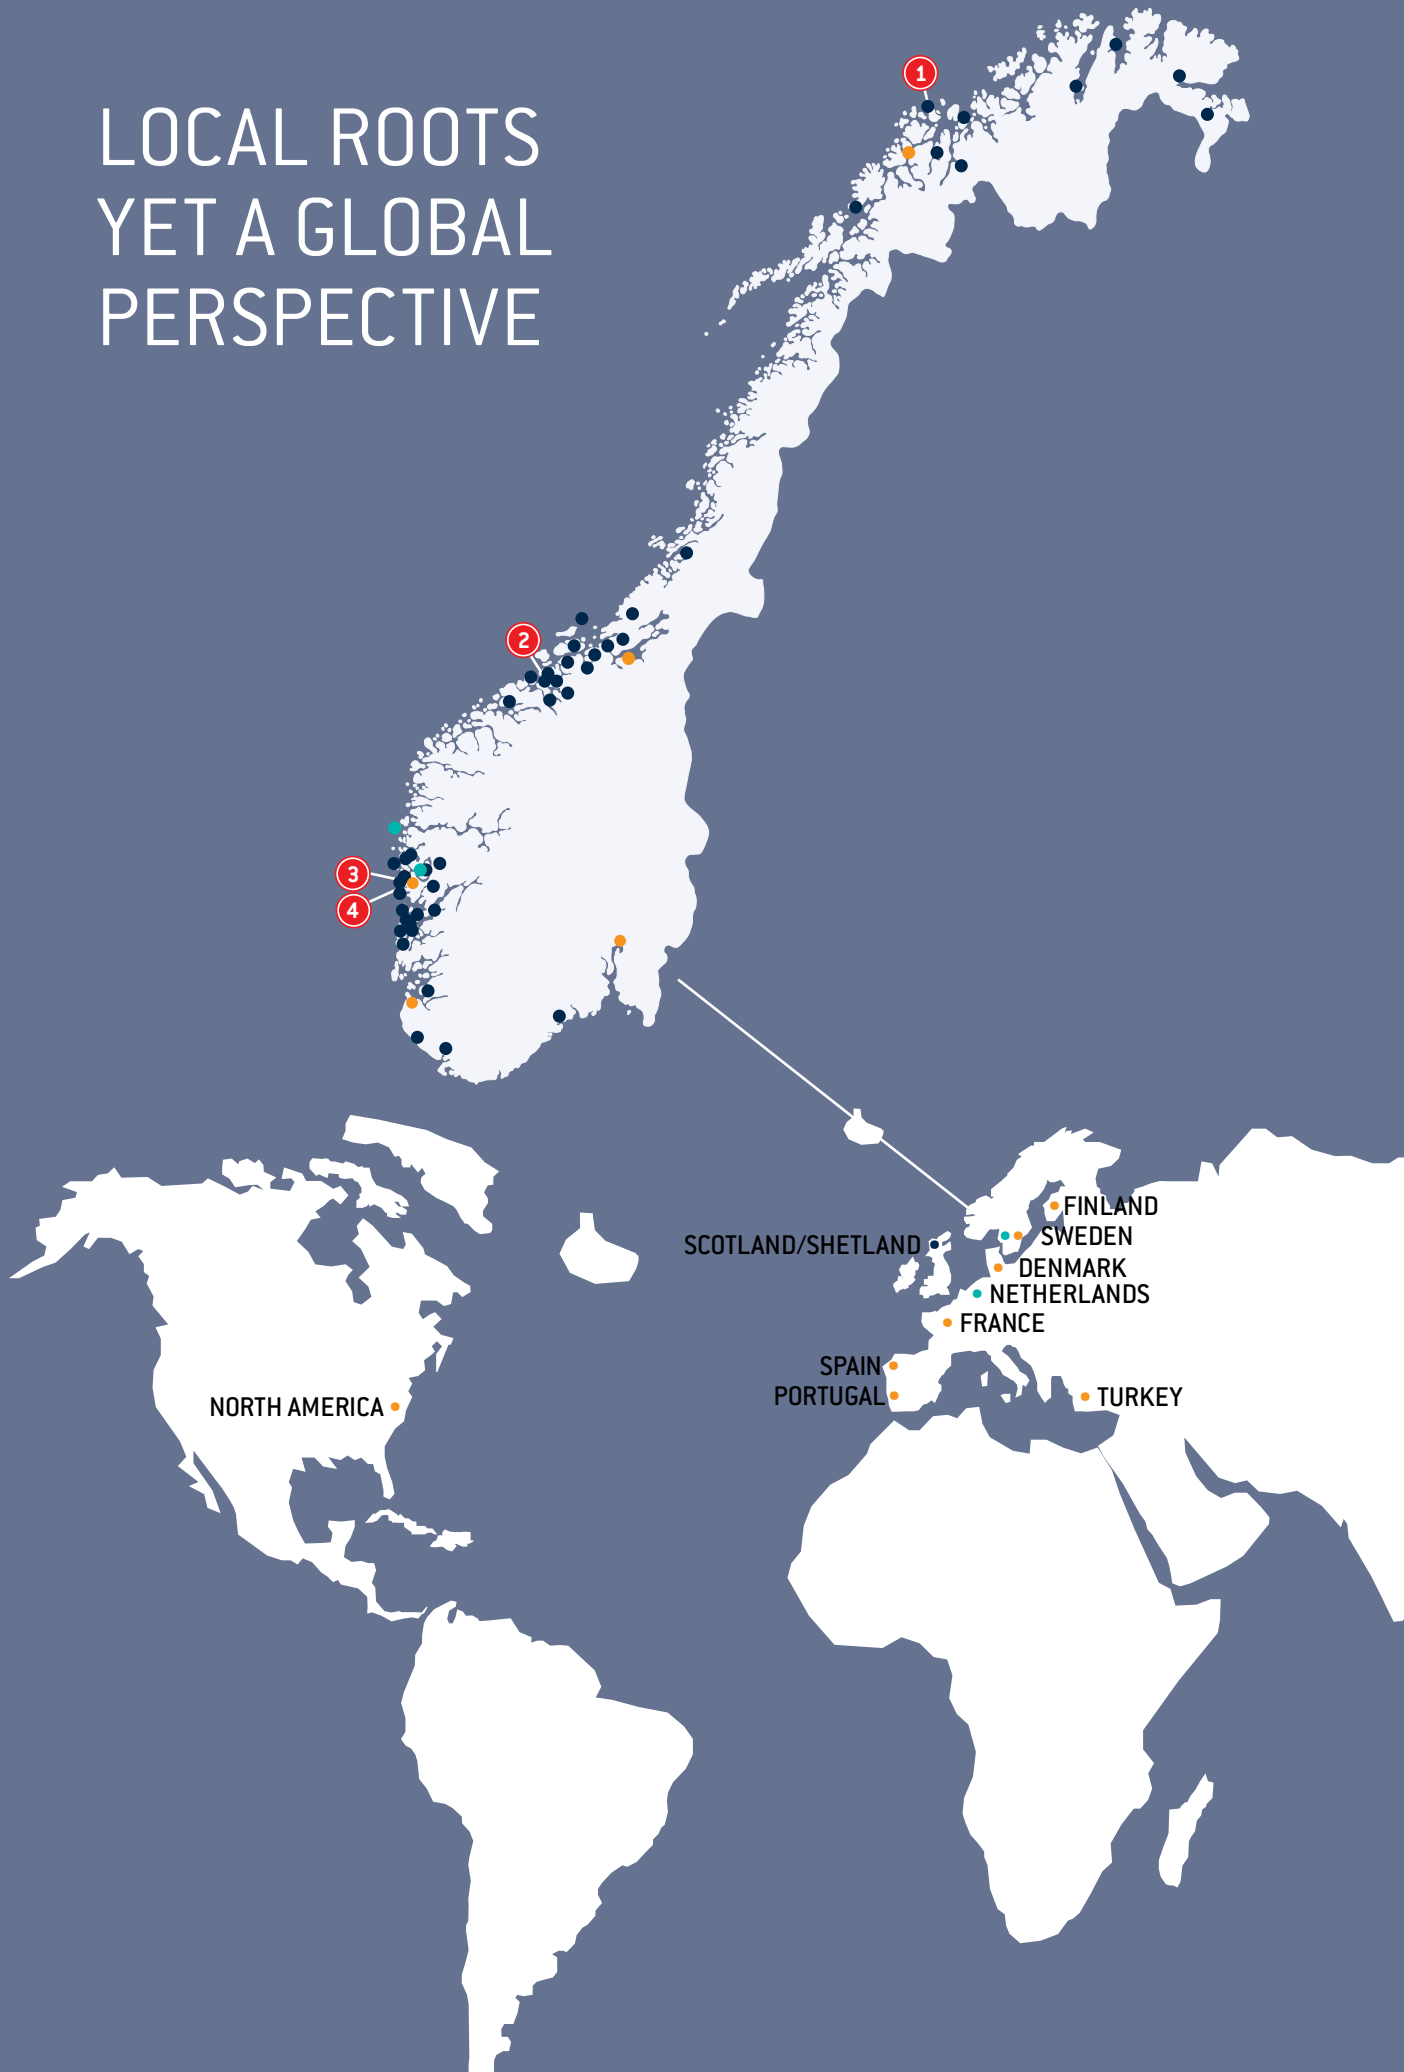 LOCAL ROOTS
YET A GLOBAL
PERSPECTIVE
1
2
3
4
FINLAND
SWEDEN
SCOTLAND/SHETLAND
DENMARK
NETHERLANDS
FRANCE
SPAIN
PORTUGAL
TURKEY
NORTH AMERICA